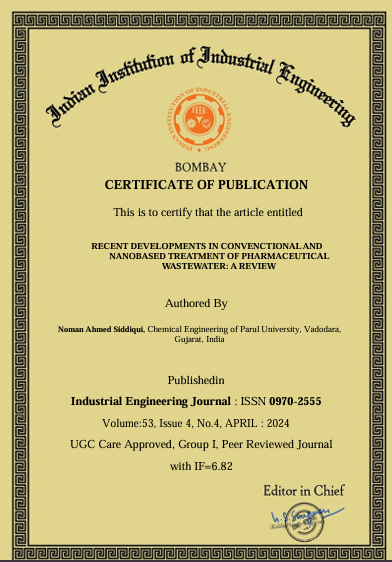 Indian Institution of Industrial Engineering
INDIAN INSTITUTION OF INDUSTRIAL ENGINEERING
BOMBAY
CERTIFICATE OF PUBLICATION
This is to certify that the article entitled
RECENT DEVELOPMENTS IN CONVENCTIONAL AND
NANOBASED TREATMENT OF PHARMACEUTICAL
WASTEWATER: A REVIEW
Authored By
Noman Ahmed Siddiqui, Chemical Engineering of Parul University, Vadodara,
Gujarat, India
Publishedin
Industrial Engineering Journal : ISSN 0970-2555
Volume:53, Issue 4, No.4, APRIL : 2024
UGC Care Approved, Group I, Peer Reviewed Journal
with IF=6.82
Editor in Chief